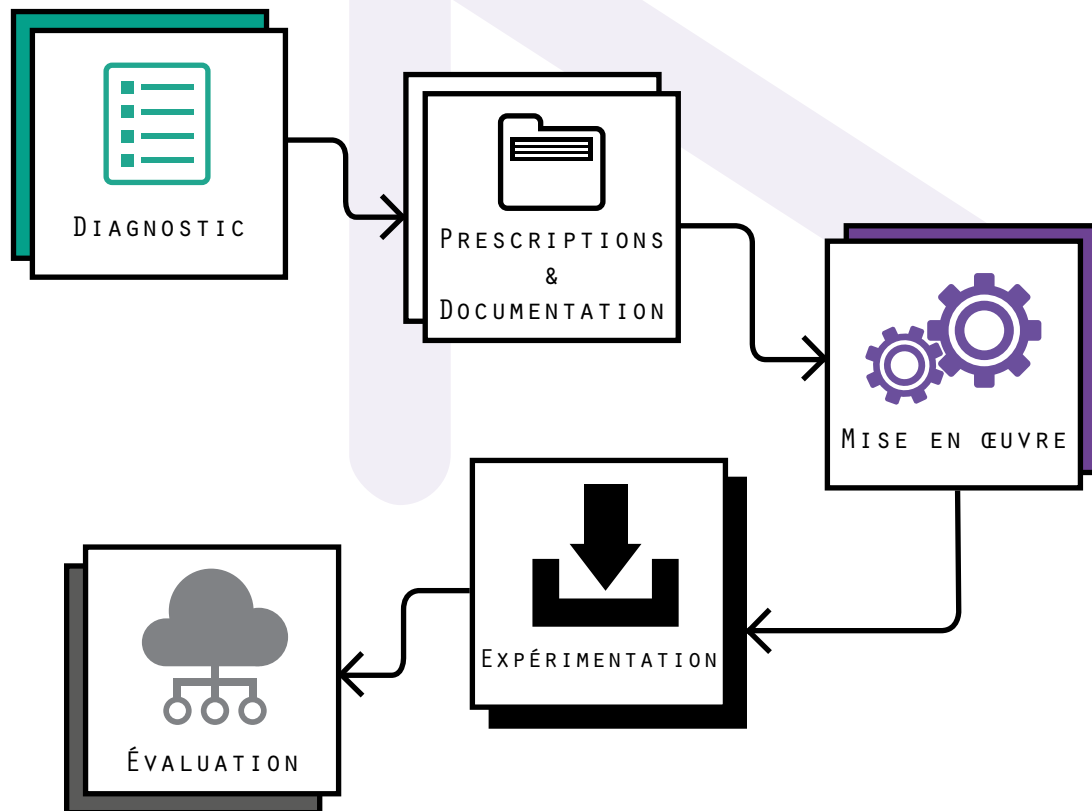 Diagnostic
Prescriptions
&
Documentation
Mise en œuvre
Expérimentation
Évaluation